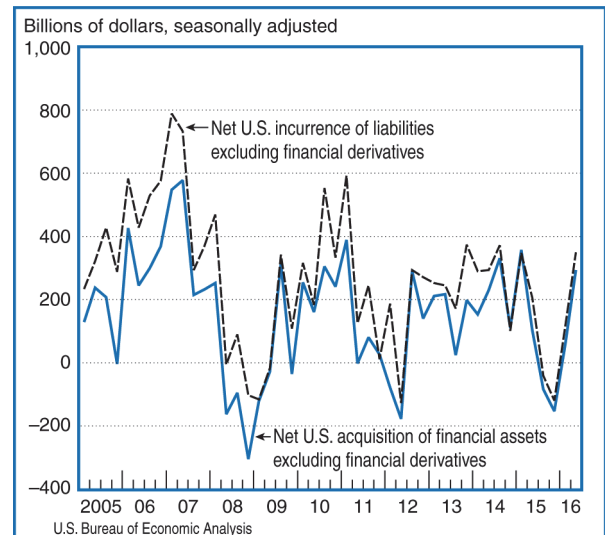 Billions of dollars, seasonally adjusted
1,000
800
Net U.S. incurrence of liabilities
excluding financial derivatives
600
400
200
0
–200
Net U.S. acquisition of financial assets
excluding financial derivatives
–400
2005 06 07 08 09 10 11 12 13 14 15 16
U.S. Bureau of Economic Analysis